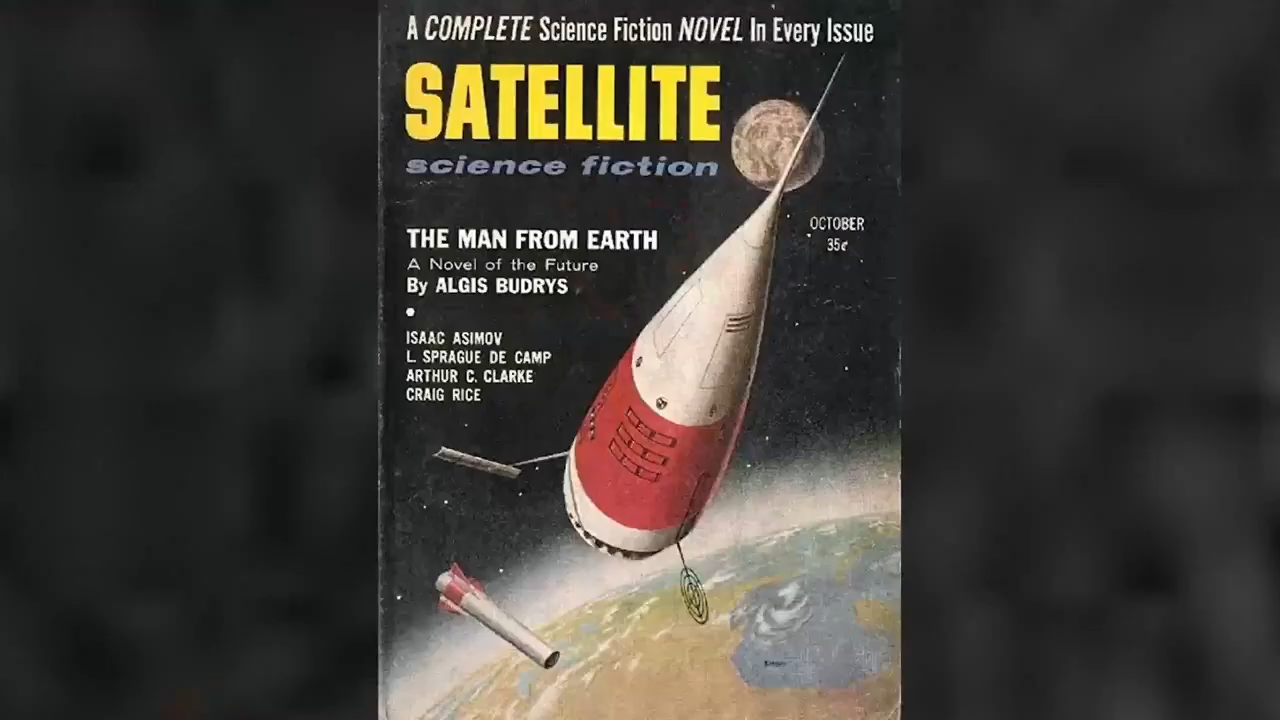 A COMPLETE Science Fiction NOVEL In Every Issue
SATELLITE
science fiction
OCTOBER
35¢
THE MAN FROM EARTH
A Novel of the Future
By ALGIS BUDRYS
ISAAC ASIMOV
L. SPRAGUE DE CAMP
ARTHUR C. CLARKE
CRAIG RICE